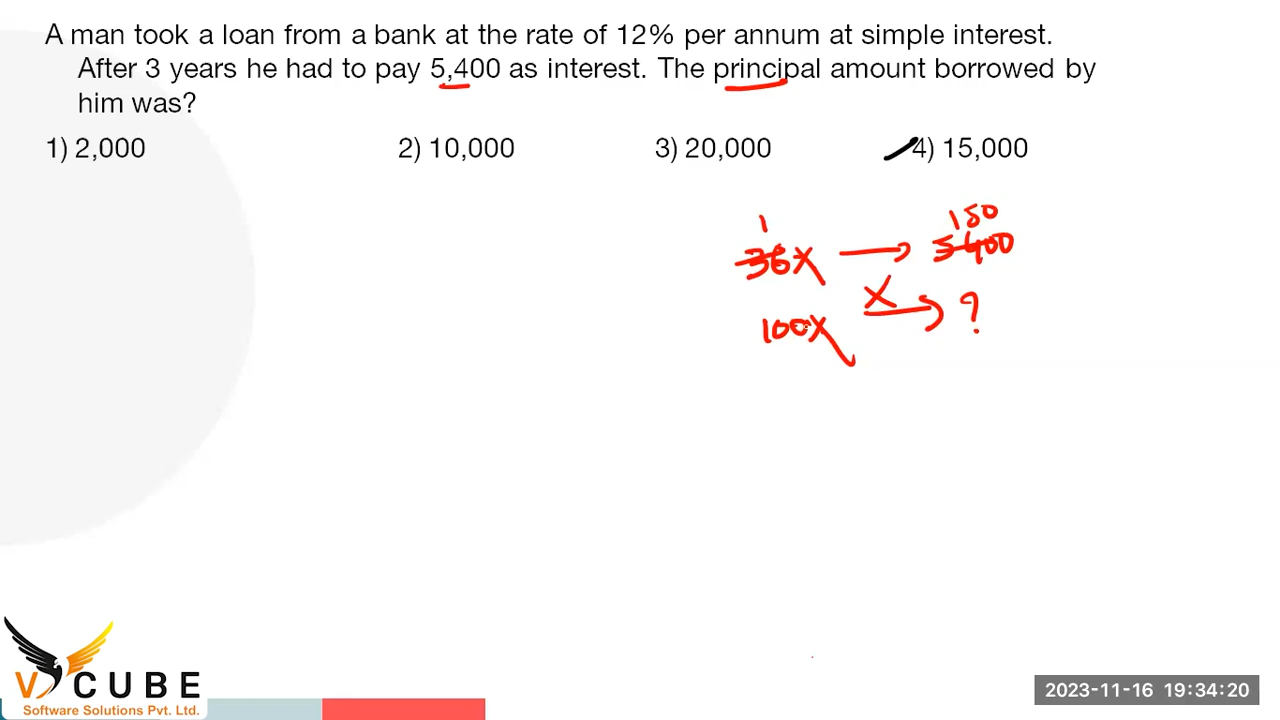 A man took a loan from a bank at the rate of 12% per annum at simple interest.
After 3 years he had to pay 5,400 as interest. The principal amount borrowed by
him was?
1) 2,000 2) 10,000 3) 20,000 4) 15,000
1 150
36x → 5400
x
100x → ?
V CUBE
Software Solutions Pvt. Ltd.
2023-11-16 19:34:20